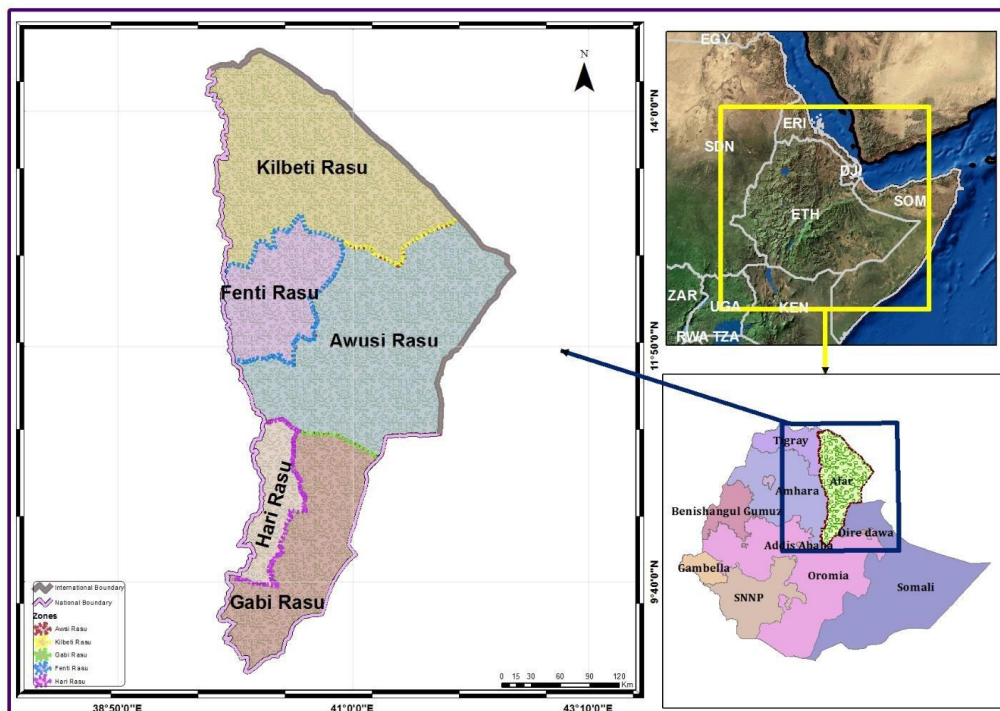 Kilbeti Rasu
Fenti Rasu
Awusi Rasu
Hari Rasu
Gabi Rasu
N
International Boundary
National Boundary
Zones
Awsi Rasu
Kilbeti Rasu
Gabi Rasu
Fenti Rasu
Hari Rasu
0 15 30 60 90 120
Km
38°50'0"E
41°0'0"E
43°10'0"E
14°0'0"N
11°50'0"N
9°40'0"N
EGY
ERI
SDN
DJI
SOM
ETH
ZAR
UGA
KEN
RWA TZA
Tigray
Afar
Amhara
Benishangul Gumuz
Dire dawa
Addis Ababa
Gambella
Oromia
Somali
SNNP